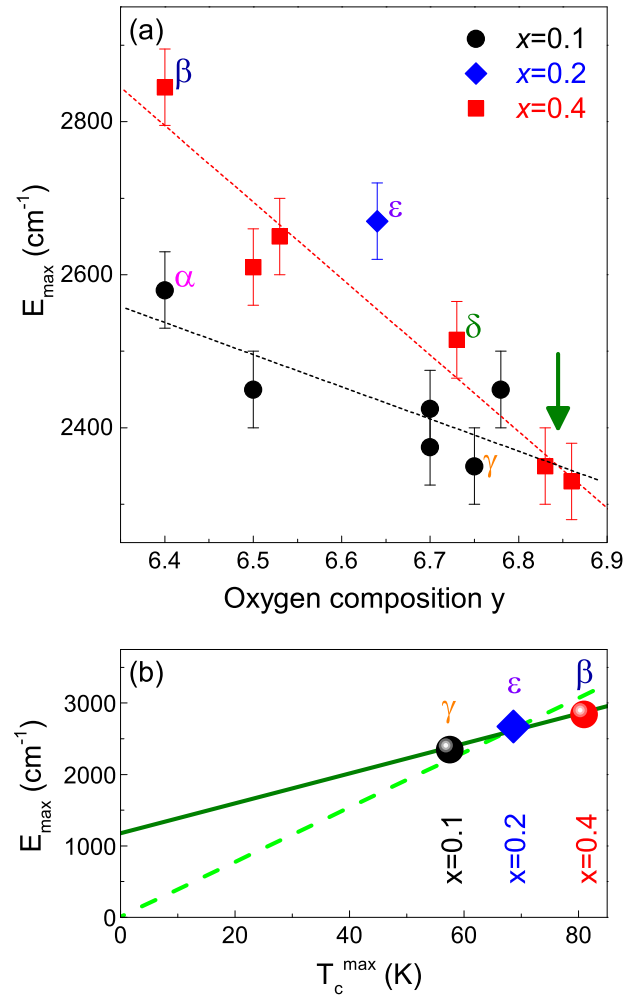 (a)
x=0.1
x=0.2
x=0.4
β
ε
α
δ
γ
2800
2600
2400
E_max (cm⁻¹)
6.4 6.5 6.6 6.7 6.8 6.9
Oxygen composition y
(b)
β
ε
γ
3000
2000
1000
0
E_max (cm⁻¹)
x=0.1
x=0.2
x=0.4
0 20 40 60 80
T_c^max (K)